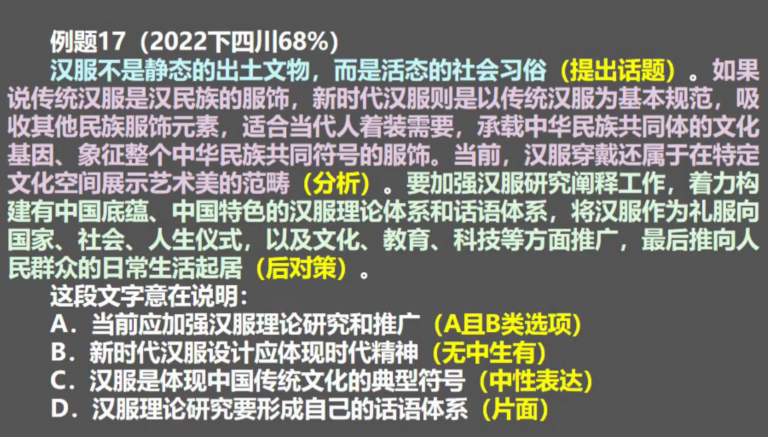 例题17（2022下四川68%）
汉服不是静态的出土文物，而是活态的社会习俗（提出话题）。如果
说传统汉服是汉民族的服饰，新时代汉服则是以传统汉服为基本规范，吸
收其他民族服饰元素，适合当代人着装需要，承载中华民族共同体的文化
基因、象征整个中华民族共同符号的服饰。当前，汉服穿戴还属于在特定
文化空间展示艺术美的范畴（分析）。要加强汉服研究阐释工作，着力构
建有中国底蕴、中国特色的汉服理论体系和话语体系，将汉服作为礼服向
国家、社会、人生仪式，以及文化、教育、科技等方面推广，最后推向人
民群众的日常生活起居（后对策）。
这段文字意在说明：
A．当前应加强汉服理论研究和推广（A且B类选项）
B．新时代汉服设计应体现时代精神（无中生有）
C．汉服是体现中国传统文化的典型符号（中性表达）
D．汉服理论研究要形成自己的话语体系（片面）